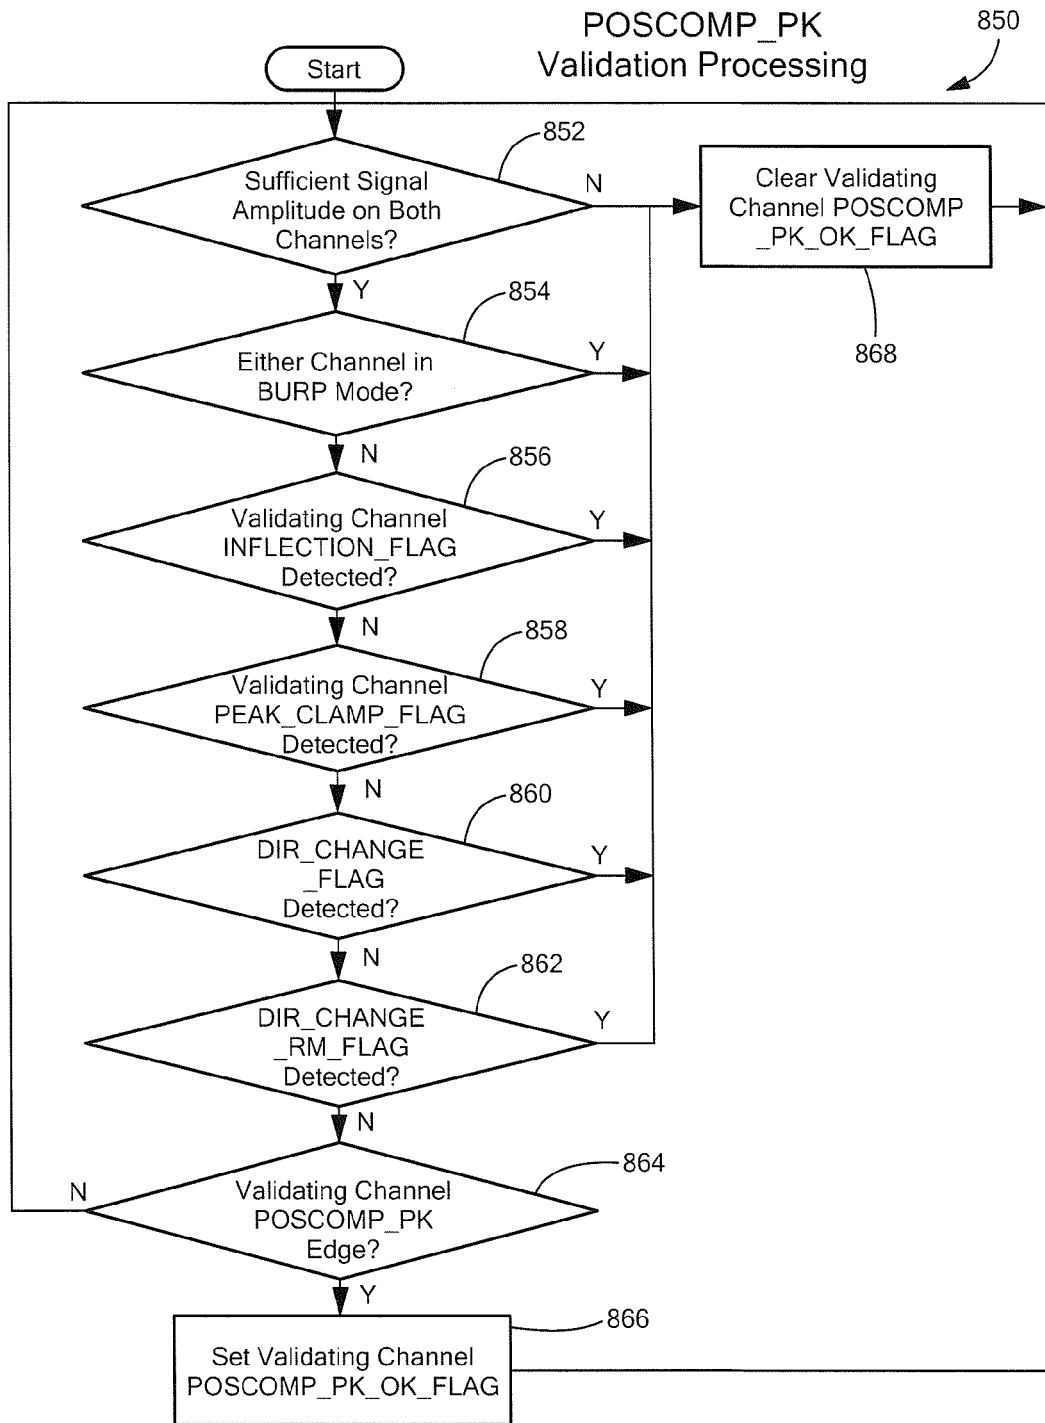 POSCOMP_PK
Validation Processing
850
Start
852
Sufficient Signal
Amplitude on Both
Channels?
N
Clear Validating
Channel POSCOMP
_PK_OK_FLAG
868
Y
854
Either Channel in
BURP Mode?
Y
N
856
Validating Channel
INFLECTION_FLAG
Detected?
Y
N
858
Validating Channel
PEAK_CLAMP_FLAG
Detected?
Y
N
860
DIR_CHANGE
_FLAG
Detected?
Y
N
862
DIR_CHANGE
_RM_FLAG
Detected?
Y
N
864
Validating Channel
POSCOMP_PK
Edge?
N
Y
866
Set Validating Channel
POSCOMP_PK_OK_FLAG